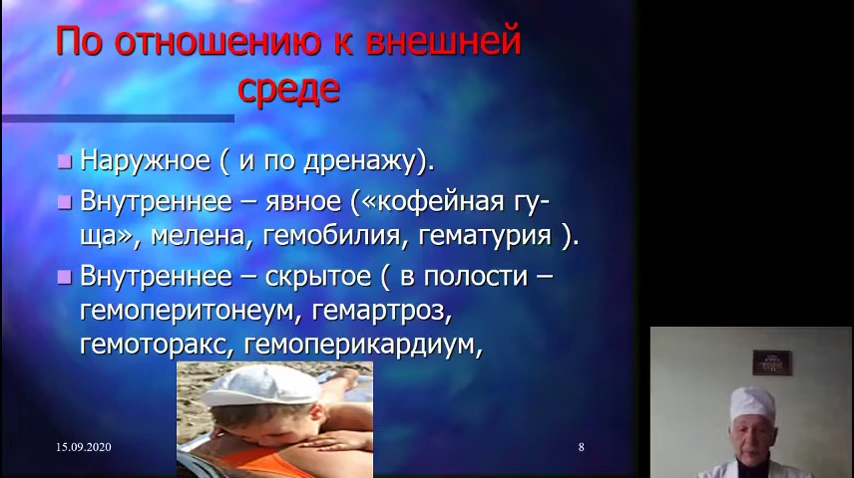 По отношению к внешней
среде
Наружное ( и по дренажу).
Внутреннее – явное («кофейная гу-
ща», мелена, гемобилия, гематурия ).
Внутреннее – скрытое ( в полости –
гемоперитонеум, гемартроз,
гемоторакс, гемоперикардиум,
15.09.2020
8